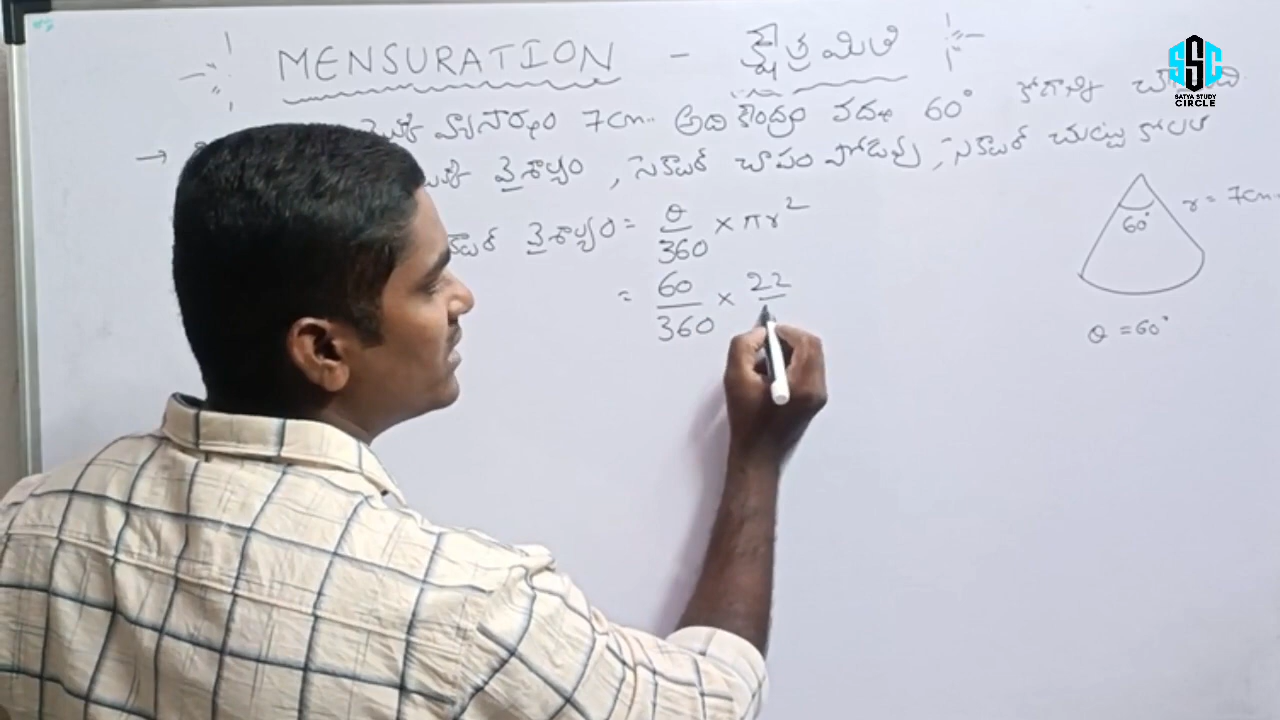 MENSURATION - క్షేత్రమితి
→ వ్యాసార్థం 7cm. అది కేంద్రం వద్ద 60° కోణాన్ని
వైశాల్యం, సెక్టార్ చాపం పొడవు, సెక్టార్ చుట్టు కొలత
వైశాల్యం = θ/360 × πr²
= 60/360 × 22
60°
r = 7cm.
θ = 60°
SSC
SATYA STUDY
CIRCLE